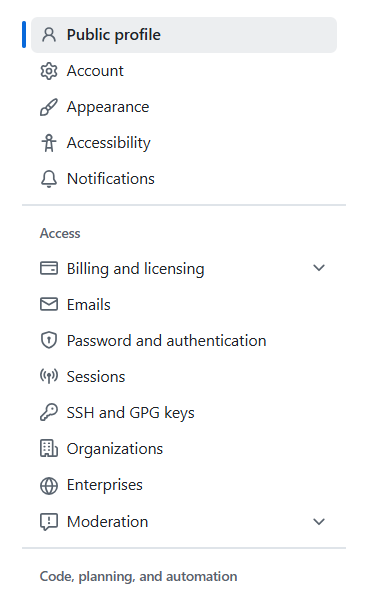 Public profile
Account
Appearance
Accessibility
Notifications
Access
Billing and licensing
Emails
Password and authentication
Sessions
SSH and GPG keys
Organizations
Enterprises
Moderation
Code, planning, and automation